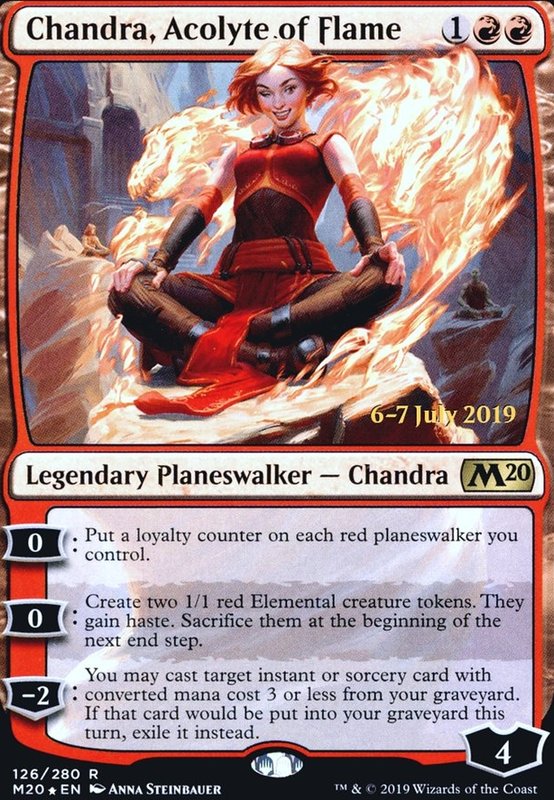 Chandra, Acolyte of Flame 1
6–7 July 2019
Legendary Planeswalker — Chandra M20
0 : Put a loyalty counter on each red planeswalker you
control.
0 : Create two 1/1 red Elemental creature tokens. They
gain haste. Sacrifice them at the beginning of the
next end step.
−2 : You may cast target instant or sorcery card with
converted mana cost 3 or less from your graveyard.
If that card would be put into your graveyard this
turn, exile it instead.
4
126/280 R
M20 ★ EN Anna Steinbauer ™ & © 2019 Wizards of the Coast